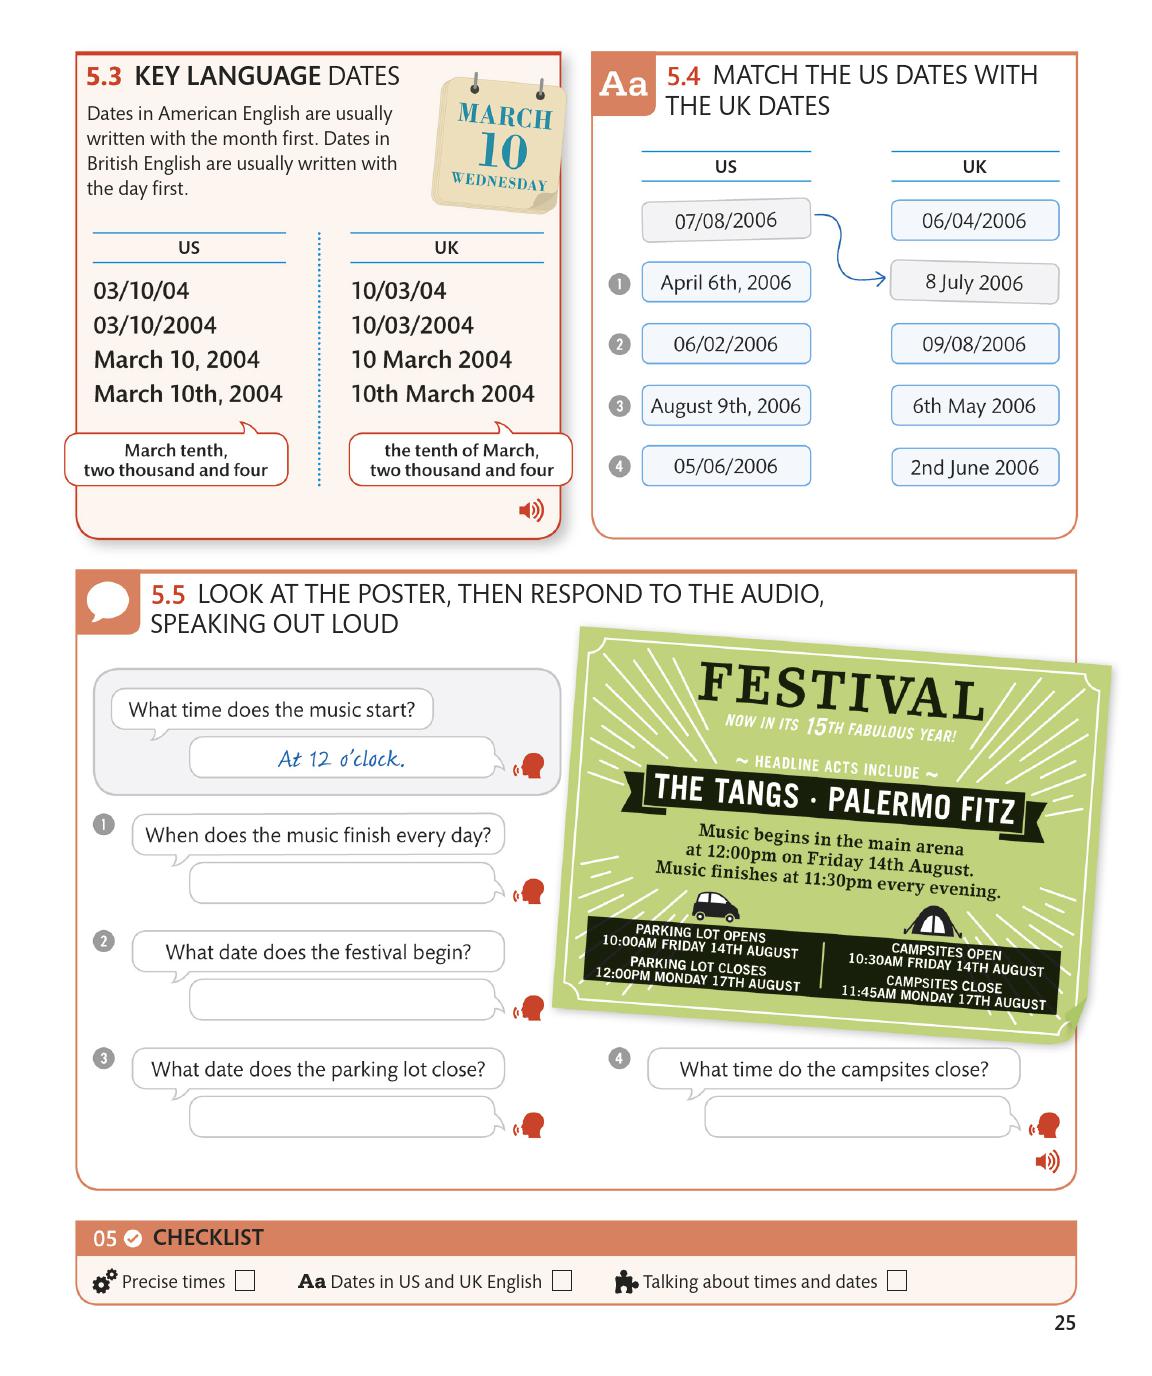 5.3 KEY LANGUAGE DATES
Dates in American English are usually
written with the month first. Dates in
British English are usually written with
the day first.
MARCH
10
WEDNESDAY
US
UK
03/10/04
10/03/04
03/10/2004
10/03/2004
March 10, 2004
10 March 2004
March 10th, 2004
10th March 2004
March tenth,
two thousand and four
the tenth of March,
two thousand and four
Aa
5.4 MATCH THE US DATES WITH
THE UK DATES
US
UK
07/08/2006
06/04/2006
1
April 6th, 2006
8 July 2006
2
06/02/2006
09/08/2006
3
August 9th, 2006
6th May 2006
4
05/06/2006
2nd June 2006
5.5 LOOK AT THE POSTER, THEN RESPOND TO THE AUDIO,
SPEAKING OUT LOUD
What time does the music start?
At 12 o'clock.
1
When does the music finish every day?
2
What date does the festival begin?
3
What date does the parking lot close?
4
What time do the campsites close?
FESTIVAL
NOW IN ITS 15TH FABULOUS YEAR!
~ HEADLINE ACTS INCLUDE ~
THE TANGS · PALERMO FITZ
Music begins in the main arena
at 12:00pm on Friday 14th August.
Music finishes at 11:30pm every evening.
PARKING LOT OPENS
10:00AM FRIDAY 14TH AUGUST
PARKING LOT CLOSES
12:00PM MONDAY 17TH AUGUST
CAMPSITES OPEN
10:30AM FRIDAY 14TH AUGUST
CAMPSITES CLOSE
11:45AM MONDAY 17TH AUGUST
05 CHECKLIST
Precise times
Aa Dates in US and UK English
Talking about times and dates
25